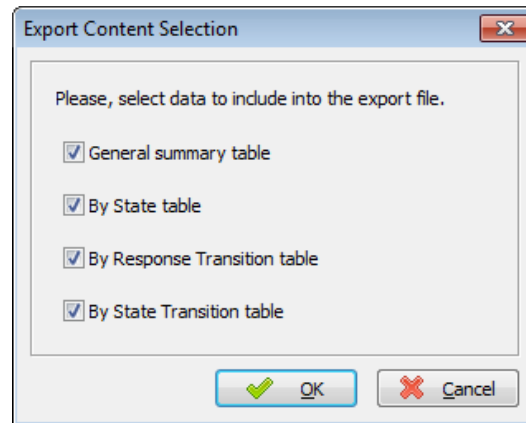 Export Content Selection
Please, select data to include into the export file.
General summary table
By State table
By Response Transition table
By State Transition table
OK
Cancel